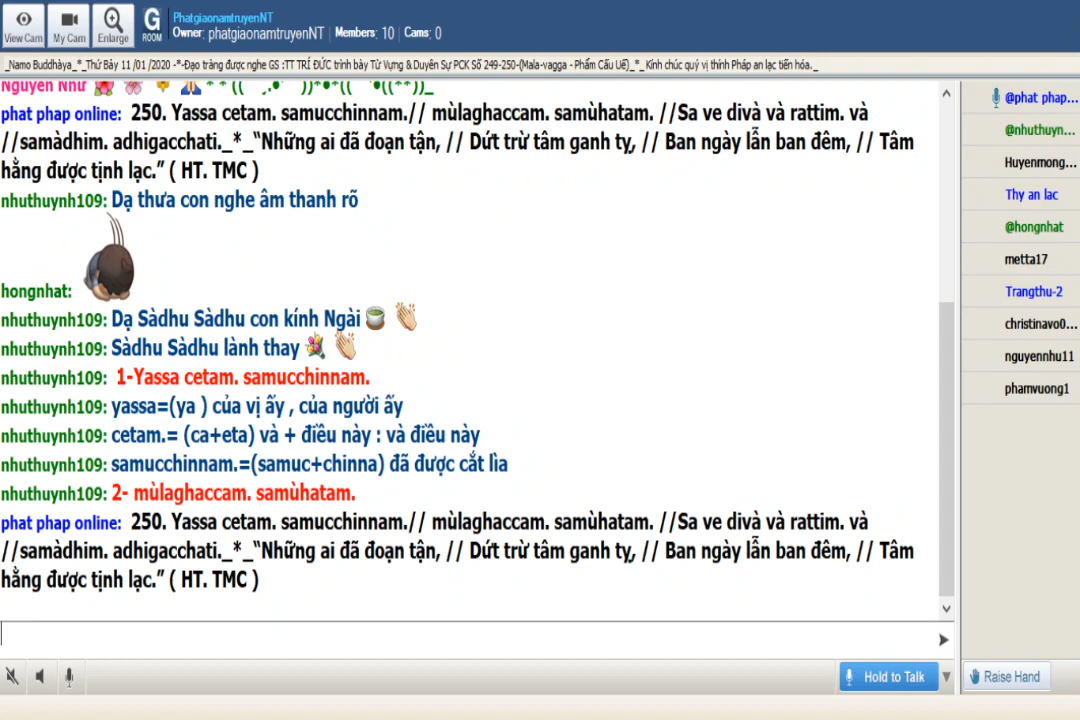 View Cam
My Cam
Enlarge
G
ROOM
PhatgiaonamtruyenNT
Owner: phatgiaonamtruyenNT | Members: 10 | Cams: 0
_Namo Buddhàya_*_Thứ Bảy 11 /01 /2020 -*-Đạo tràng được nghe GS :TT TRÍ ĐỨC trình bày Từ Vựng & Duyên Sự PCK Số 249-250-(Mala-vagga - Phẩm Cấu Uế)_*_ Kính chúc quý vị thính Pháp an lạc tiến hóa._
Nguyen Như
phat phap online: 250. Yassa cetam. samucchinnam.// mùlaghaccam. samùhatam. //Sa ve divà và rattim. và
//samàdhim. adhigacchati._*_“Những ai đã đoạn tận, // Dứt trừ tâm ganh tỵ, // Ban ngày lẫn ban đêm, // Tâm
hằng được tịnh lạc.” ( HT. TMC )
nhuthuynh109: Dạ thưa con nghe âm thanh rõ
hongnhat:
nhuthuynh109: Dạ Sàdhu Sàdhu con kính Ngài
nhuthuynh109: Sàdhu Sàdhu lành thay
nhuthuynh109: 1-Yassa cetam. samucchinnam.
nhuthuynh109: yassa=(ya ) của vị ấy , của người ấy
nhuthuynh109: cetam.= (ca+eta) và + điều này : và điều này
nhuthuynh109: samucchinnam.=(samuc+chinna) đã được cắt lìa
nhuthuynh109: 2- mùlaghaccam. samùhatam.
phat phap online: 250. Yassa cetam. samucchinnam.// mùlaghaccam. samùhatam. //Sa ve divà và rattim. và
//samàdhim. adhigacchati._*_“Những ai đã đoạn tận, // Dứt trừ tâm ganh tỵ, // Ban ngày lẫn ban đêm, // Tâm
hằng được tịnh lạc.” ( HT. TMC )
@phat phap...
@nhuthuyn...
Huyenmong...
Thy an lac
@hongnhat
metta17
Trangthu-2
christinavo0...
nguyennhu11
phamvuong1
Hold to Talk
Raise Hand